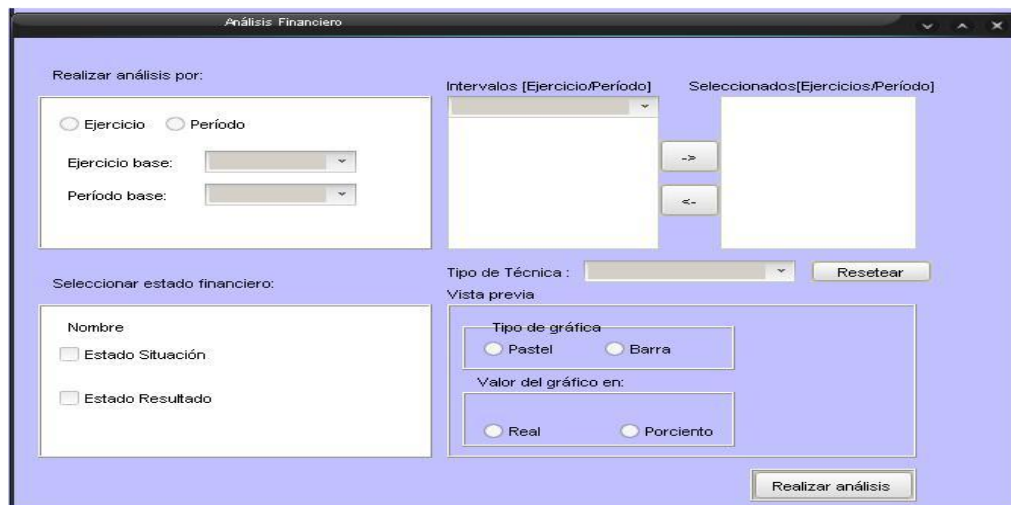 Análisis Financiero
Realizar análisis por:
Ejercicio Período
Ejercicio base:
Período base:
Intervalos [Ejercicio/Período]
Seleccionados[Ejercicios/Período]
->
<-
Seleccionar estado financiero:
Nombre
Estado Situación
Estado Resultado
Tipo de Técnica :
Resetear
Vista previa
Tipo de gráfica
Pastel Barra
Valor del gráfico en:
Real Porciento
Realizar análisis